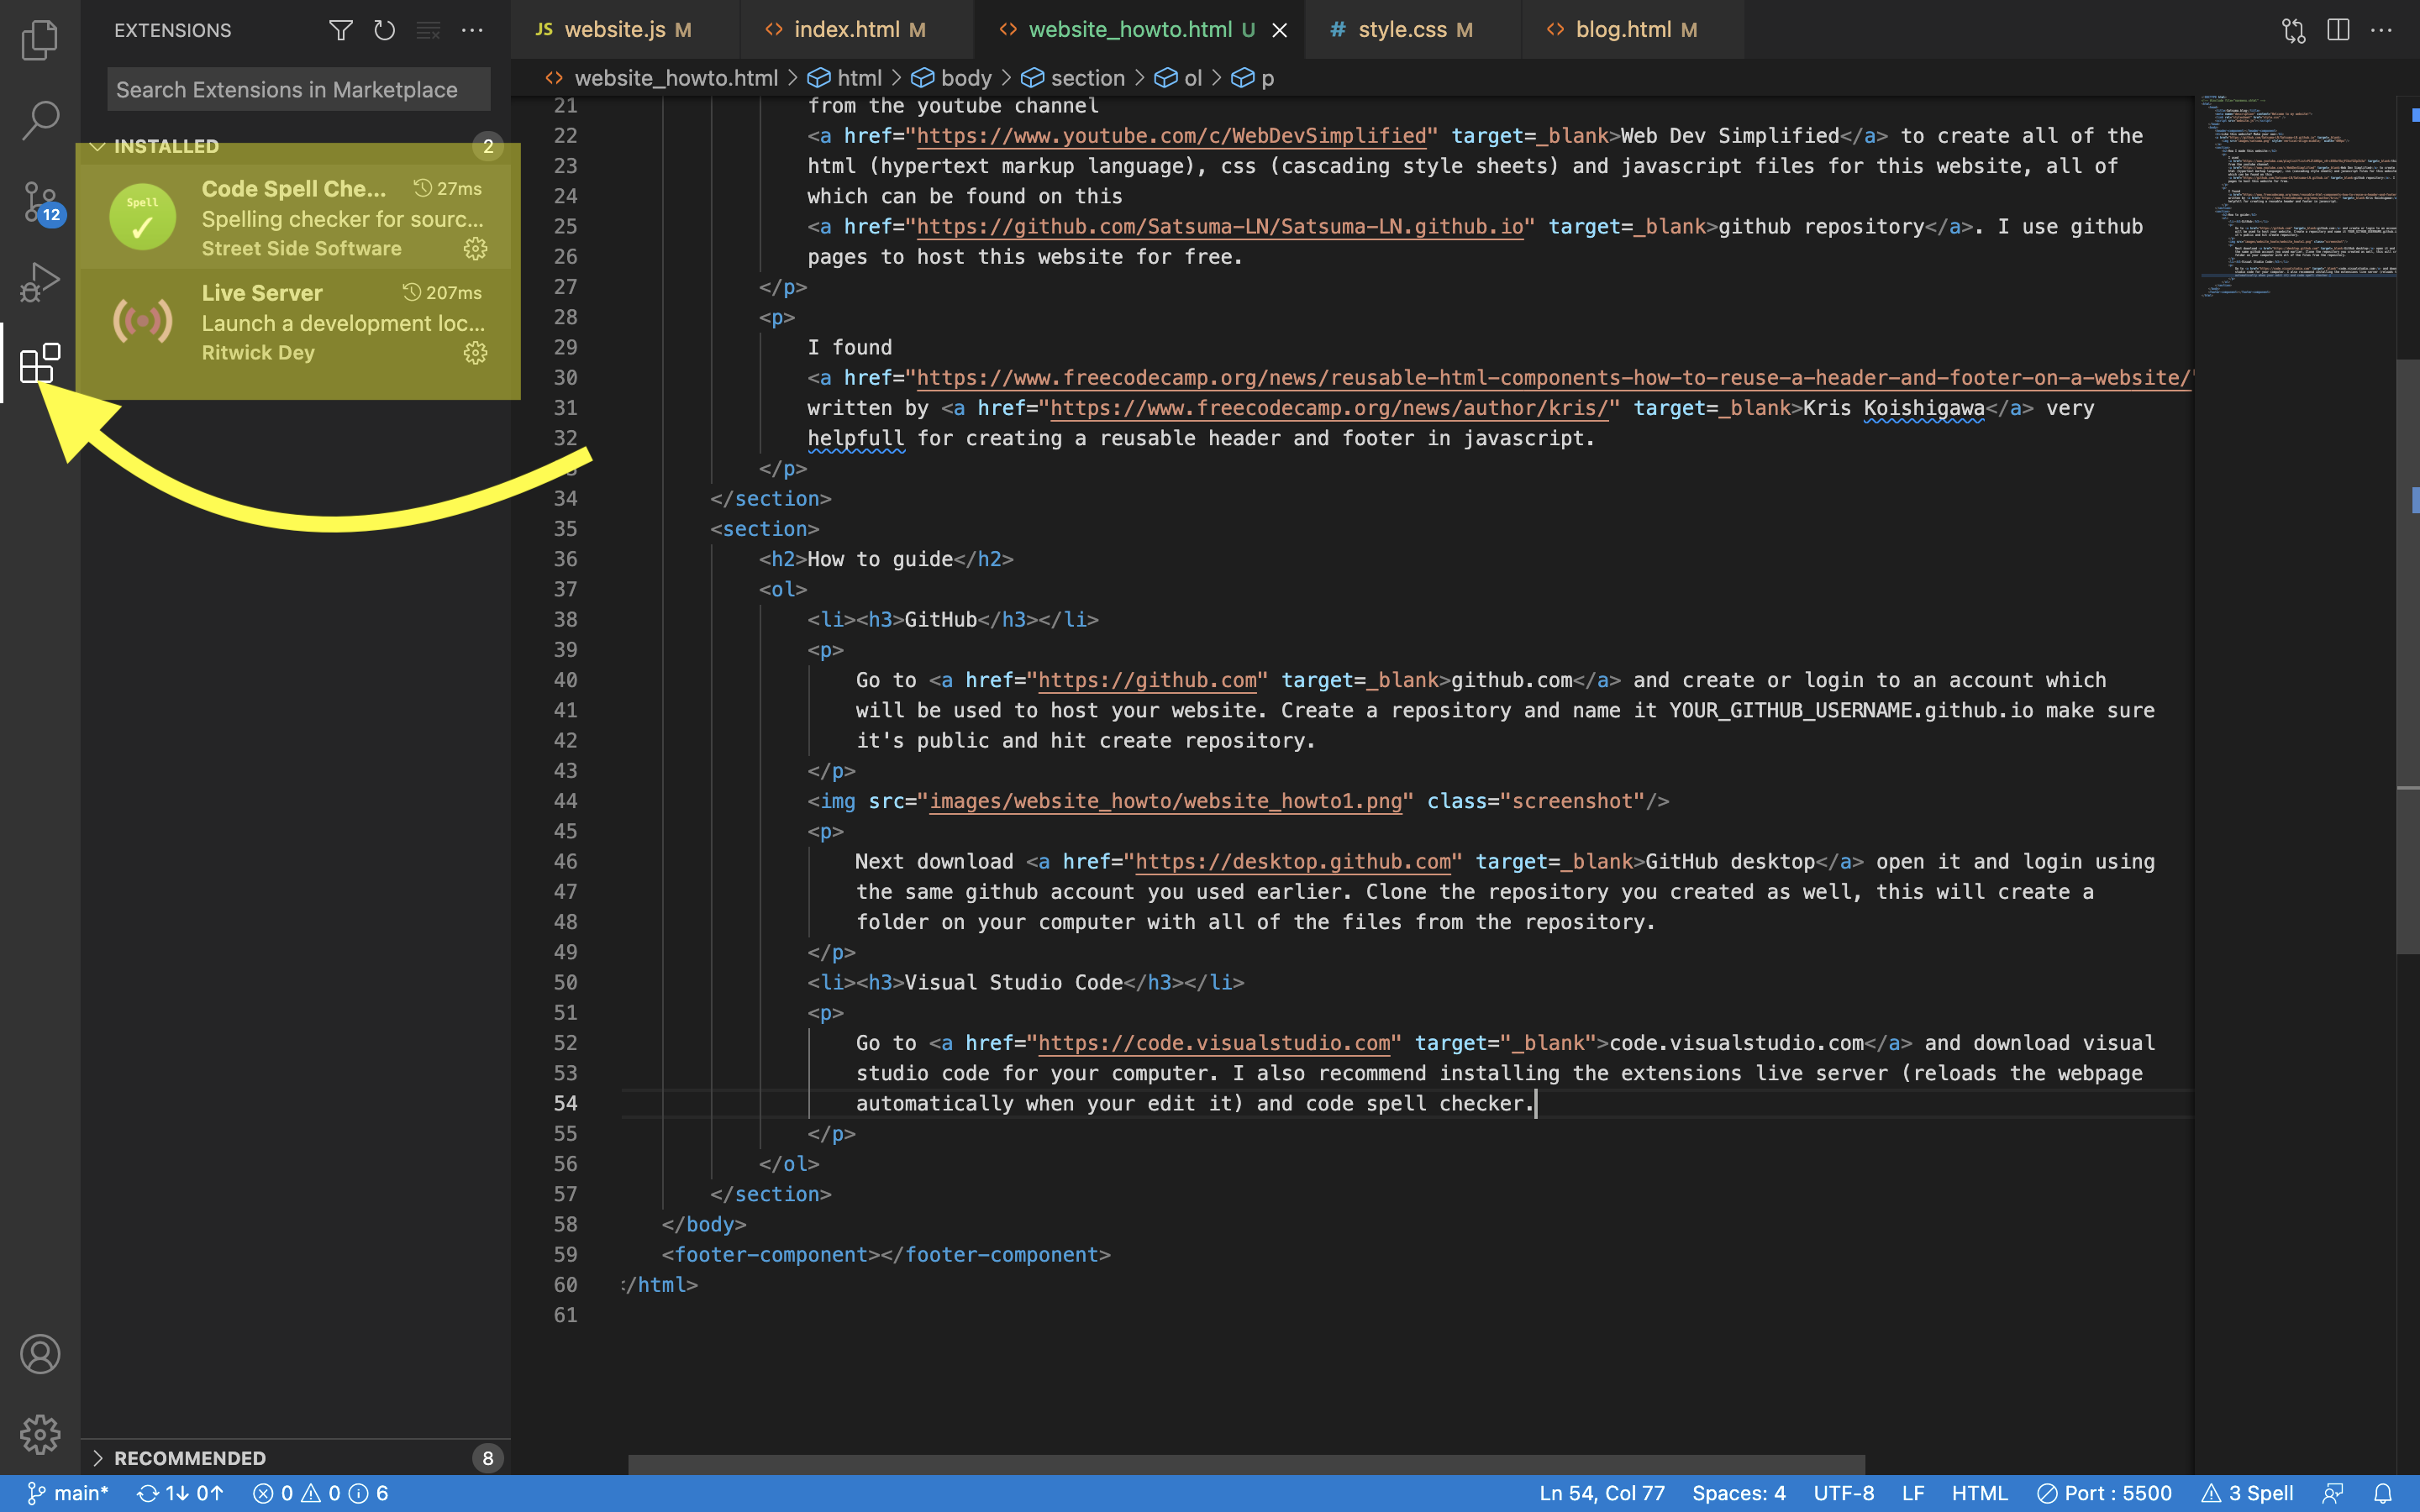 EXTENSIONS
Search Extensions in Marketplace
INSTALLED 2
Spell
Code Spell Che... 27ms
Spelling checker for sourc...
Street Side Software
Live Server 207ms
Launch a development loc...
Ritwick Dey
12
RECOMMENDED 8
JS website.js M
<> index.html M
<> website_howto.html U
# style.css M
<> blog.html M
<> website_howto.html > html > body > section > ol > p
21 from the youtube channel
22 <a href="https://www.youtube.com/c/WebDevSimplified" target=_blank>Web Dev Simplified</a> to create all of the
23 html (hypertext markup language), css (cascading style sheets) and javascript files for this website, all of
24 which can be found on this
25 <a href="https://github.com/Satsuma-LN/Satsuma-LN.github.io" target=_blank>github repository</a>. I use github
26 pages to host this website for free.
27 </p>
28 <p>
29 I found
30 <a href="https://www.freecodecamp.org/news/reusable-html-components-how-to-reuse-a-header-and-footer-on-a-website/
31 written by <a href="https://www.freecodecamp.org/news/author/kris/" target=_blank>Kris Koishigawa</a> very
32 helpfull for creating a reusable header and footer in javascript.
</p>
34 </section>
35 <section>
36 <h2>How to guide</h2>
37 <ol>
38 <li><h3>GitHub</h3></li>
39 <p>
40 Go to <a href="https://github.com" target=_blank>github.com</a> and create or login to an account which
41 will be used to host your website. Create a repository and name it YOUR_GITHUB_USERNAME.github.io make sure
42 it's public and hit create repository.
43 </p>
44 <img src="images/website_howto/website_howto1.png" class="screenshot"/>
45 <p>
46 Next download <a href="https://desktop.github.com" target=_blank>GitHub desktop</a> open it and login using
47 the same github account you used earlier. Clone the repository you created as well, this will create a
48 folder on your computer with all of the files from the repository.
49 </p>
50 <li><h3>Visual Studio Code</h3></li>
51 <p>
52 Go to <a href="https://code.visualstudio.com" target="_blank">code.visualstudio.com</a> and download visual
53 studio code for your computer. I also recommend installing the extensions live server (reloads the webpage
54 automatically when your edit it) and code spell checker.
55 </p>
56 </ol>
57 </section>
58 </body>
59 <footer-component></footer-component>
60 </html>
61
main* 1↓ 0↑ 0 0 6
Ln 54, Col 77 Spaces: 4 UTF-8 LF HTML Port : 5500 3 Spell